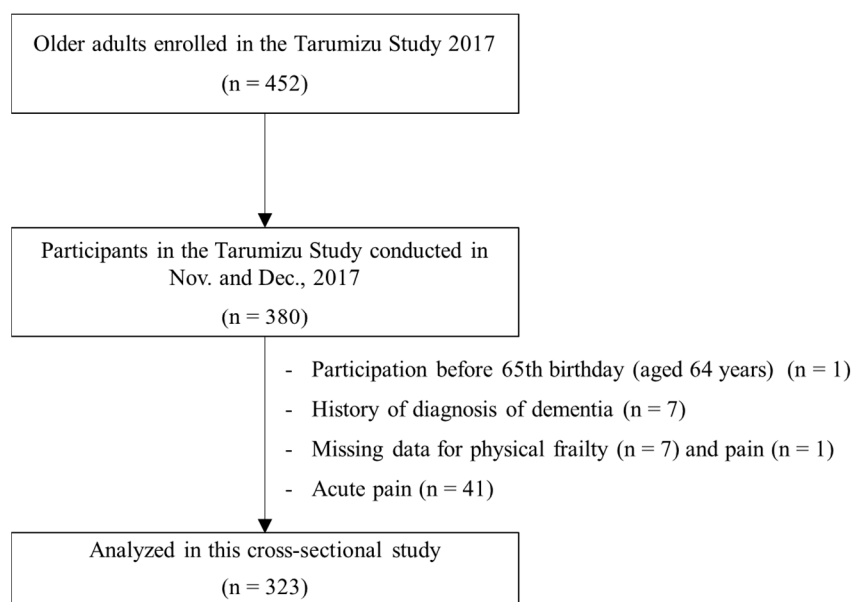 Older adults enrolled in the Tarumizu Study 2017
(n = 452)
Participants in the Tarumizu Study conducted in
Nov. and Dec., 2017
(n = 380)
- Participation before 65th birthday (aged 64 years) (n = 1)
- History of diagnosis of dementia (n = 7)
- Missing data for physical frailty (n = 7) and pain (n = 1)
- Acute pain (n = 41)
Analyzed in this cross-sectional study
(n = 323)